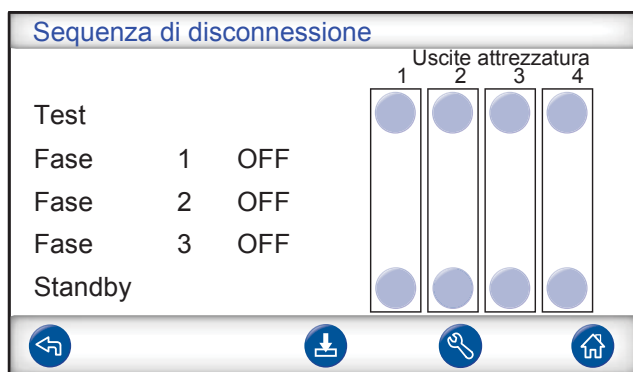 Sequenza di disconnessione
Uscite attrezzatura
1 2 3 4
Test
Fase 1 OFF
Fase 2 OFF
Fase 3 OFF
Standby